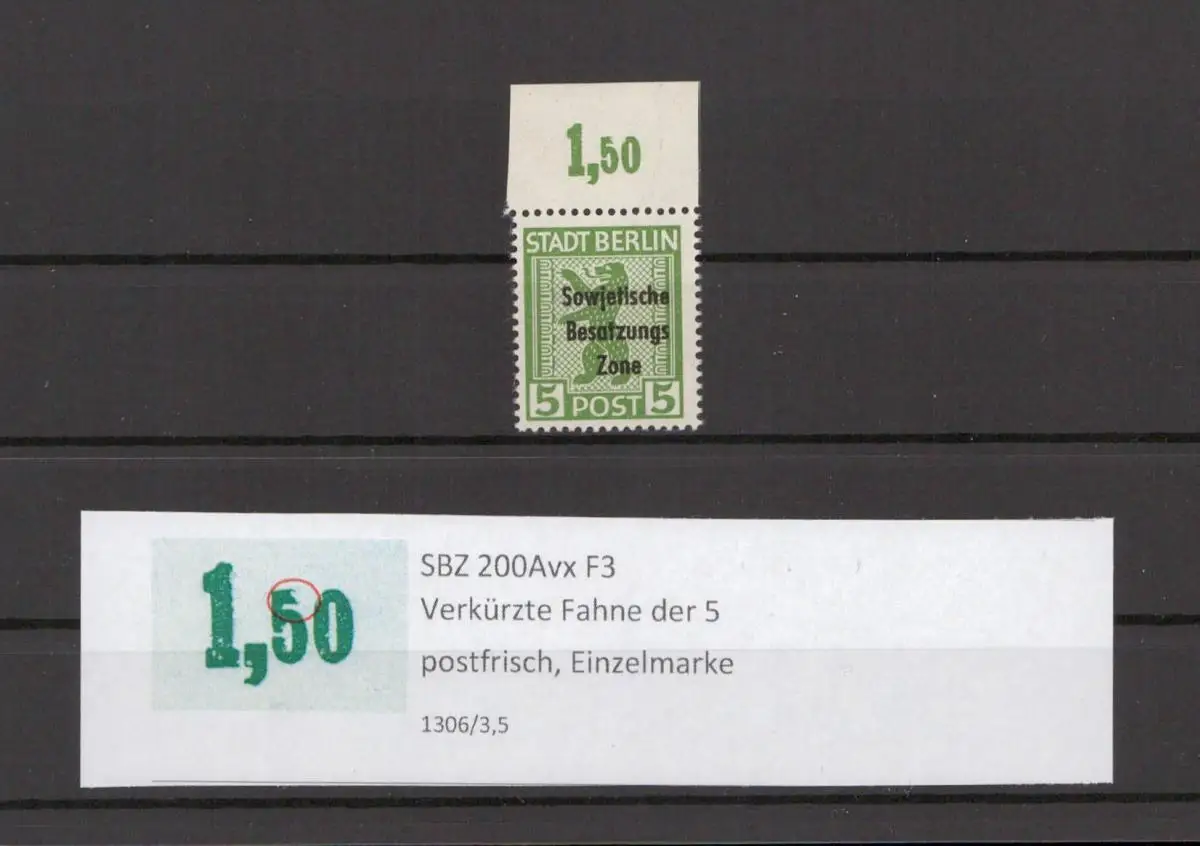 1,50
STADT BERLIN
Sowjetische
Besatzungs
Zone
5 POST 5
1,50
SBZ 200Avx F3
Verkürzte Fahne der 5
postfrisch, Einzelmarke
1306/3,5